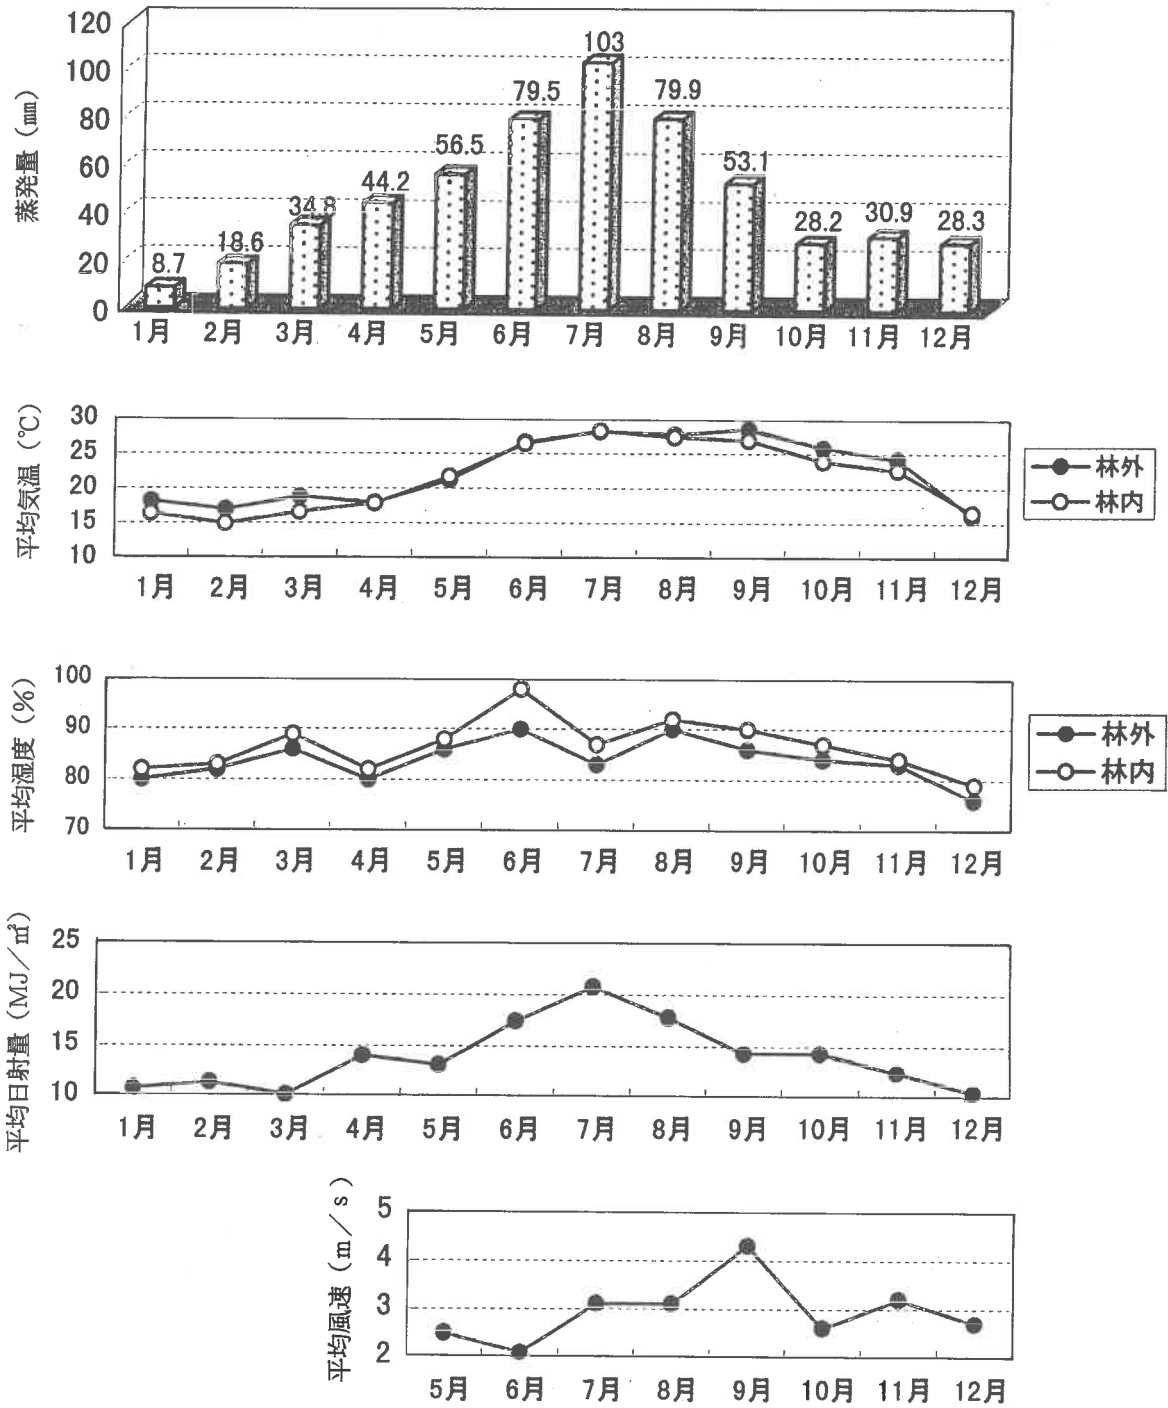 蒸発量（㎜）
120
100
80
60
40
20
0
8.7
18.6
34.8
44.2
56.5
79.5
103
79.9
53.1
28.2
30.9
28.3
1月 2月 3月 4月 5月 6月 7月 8月 9月 10月 11月 12月
平均気温（℃）
30
25
20
15
10
1月 2月 3月 4月 5月 6月 7月 8月 9月 10月 11月 12月
林外
林内
平均湿度（%）
100
90
80
70
1月 2月 3月 4月 5月 6月 7月 8月 9月 10月 11月 12月
林外
林内
平均日射量（MJ／㎡）
25
20
15
10
1月 2月 3月 4月 5月 6月 7月 8月 9月 10月 11月 12月
平均風速（m／s）
5
4
3
2
5月 6月 7月 8月 9月 10月 11月 12月